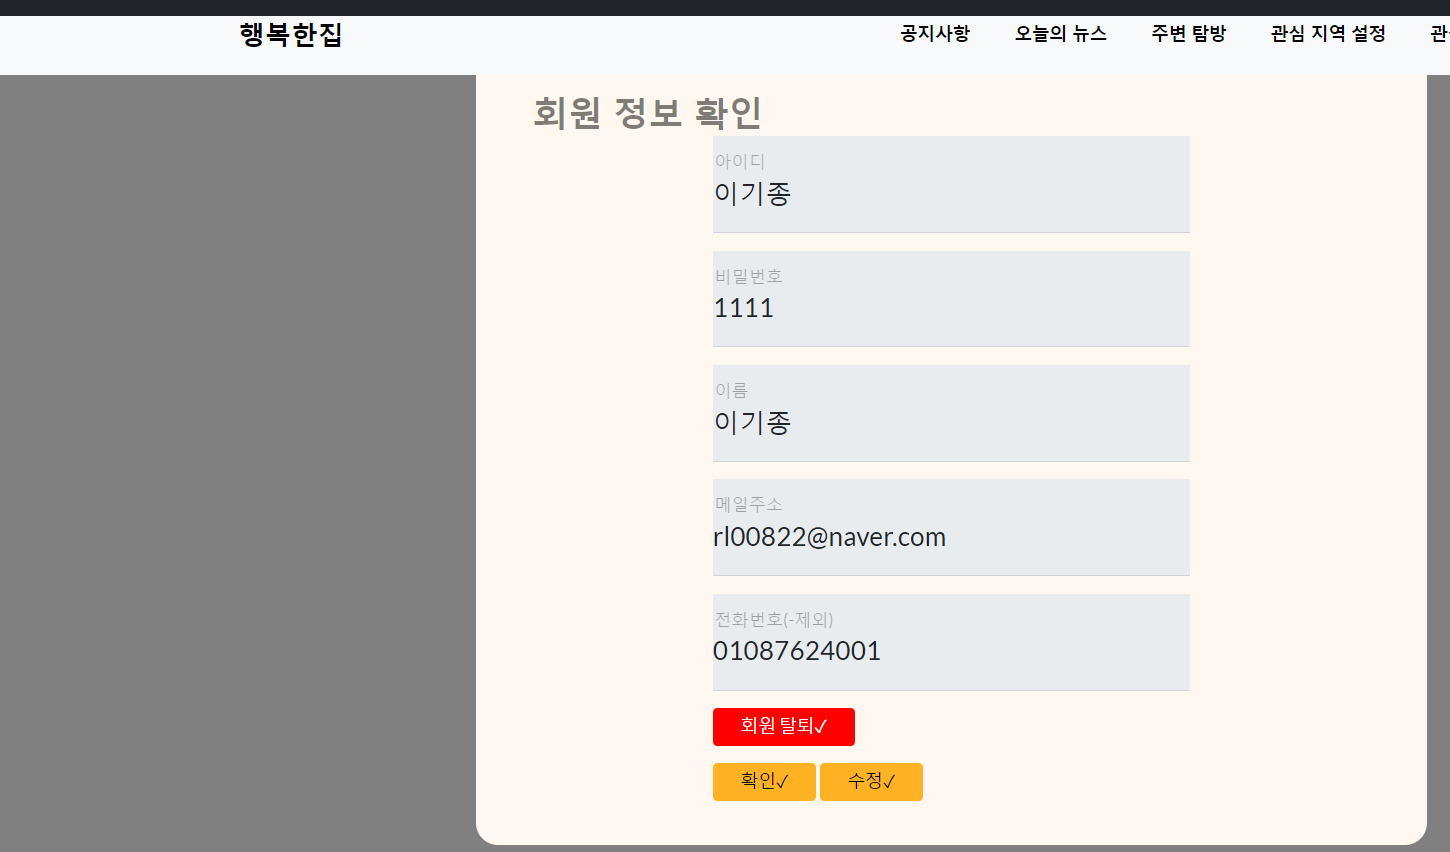 행복한집 공지사항 오늘의 뉴스 주변 탐방 관심 지역 설정
회원 정보 확인
아이디
이기종
비밀번호
1111
이름
이기종
메일주소
rl00822@naver.com
전화번호(-제외)
01087624001
회원 탈퇴✓
확인✓ 수정✓